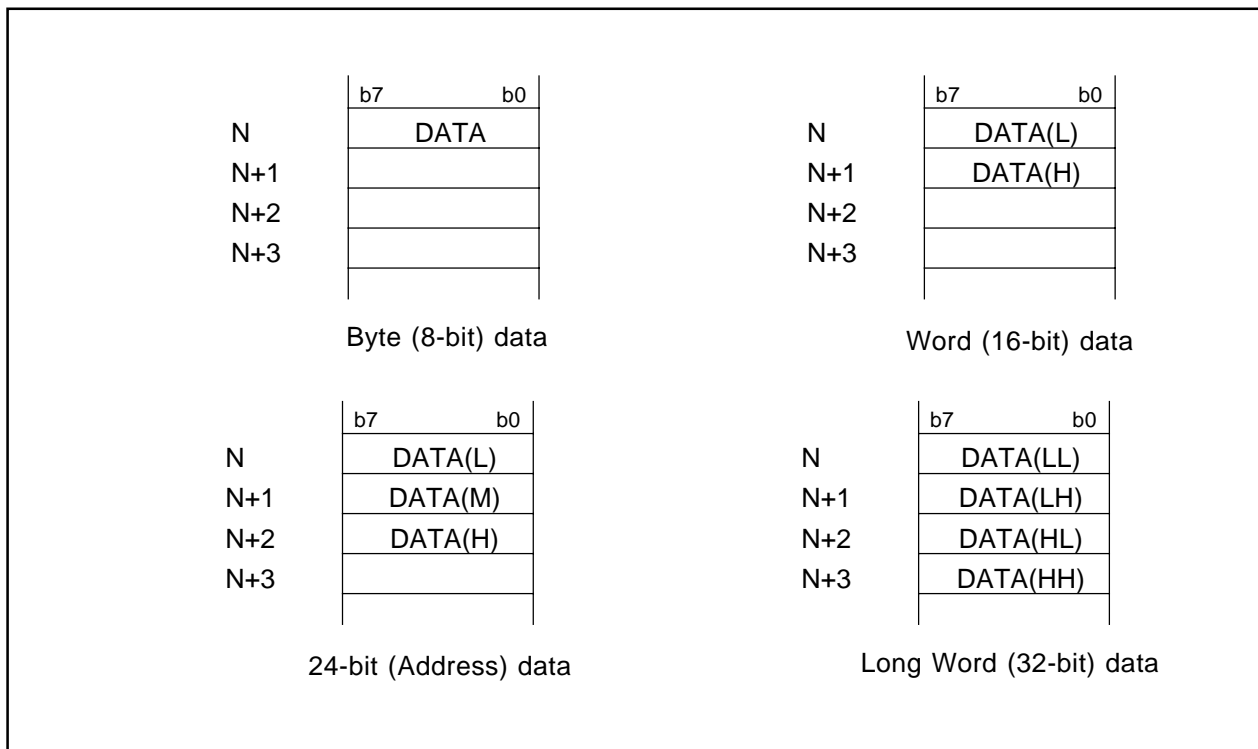 b7 b0
N DATA
N+1
N+2
N+3
Byte (8-bit) data
b7 b0
N DATA(L)
N+1 DATA(H)
N+2
N+3
Word (16-bit) data
b7 b0
N DATA(L)
N+1 DATA(M)
N+2 DATA(H)
N+3
24-bit (Address) data
b7 b0
N DATA(LL)
N+1 DATA(LH)
N+2 DATA(HL)
N+3 DATA(HH)
Long Word (32-bit) data